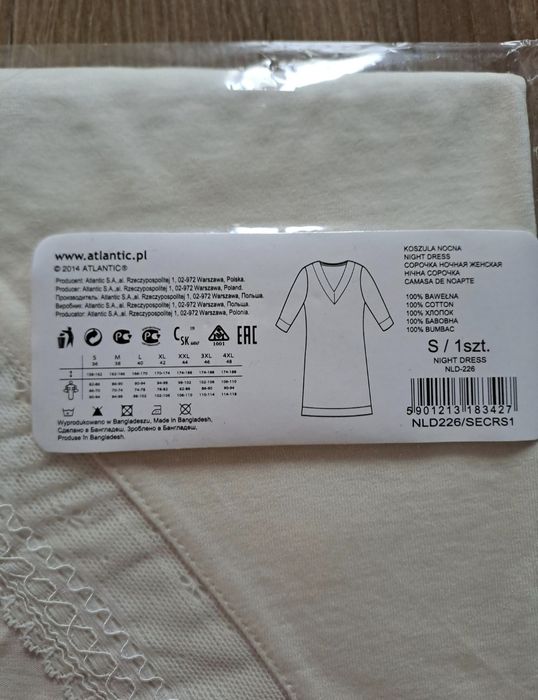 www.atlantic.pl
© 2014 ATLANTIC®
Producent: Atlantic S.A.,al. Rzeczypospolitej 1, 02-972 Warszawa, Polska.
Producer: Atlantic S.A.,al. Rzeczypospolitej 1, 02-972 Warszawa, Poland.
Производитель: Atlantic S.A.,al. Rzeczypospolitej 1, 02-972 Warszawa, Польша.
Виробник: Atlantic S.A.,al. Rzeczypospolitej 1, 02-972 Warszawa, Польша.
Producator: Atlantic S.A.,al. Rzeczypospolitej 1, 02-972 Warszawa, Polonia.
EAC
S M L XL XXL 3XL 4XL
36 38 40 42 44 46 48
Wyprodukowano w Bangladeszu, Made in Bangladesh,
Сделано в Бангладеш, Зроблено в Бангладеш,
Produse în Bangladesh.
KOSZULA NOCNA
NIGHT DRESS
СОРОЧКА НОЧНАЯ ЖЕНСКАЯ
НІЧНА СОРОЧКА
CAMASA DE NOAPTE
100% BAWEŁNA
100% COTTON
100% ХЛОПОК
100% БАВОВНА
100% BUMBAC
S / 1szt.
NIGHT DRESS
NLD-226
5901213183427
NLD226/SECRS1